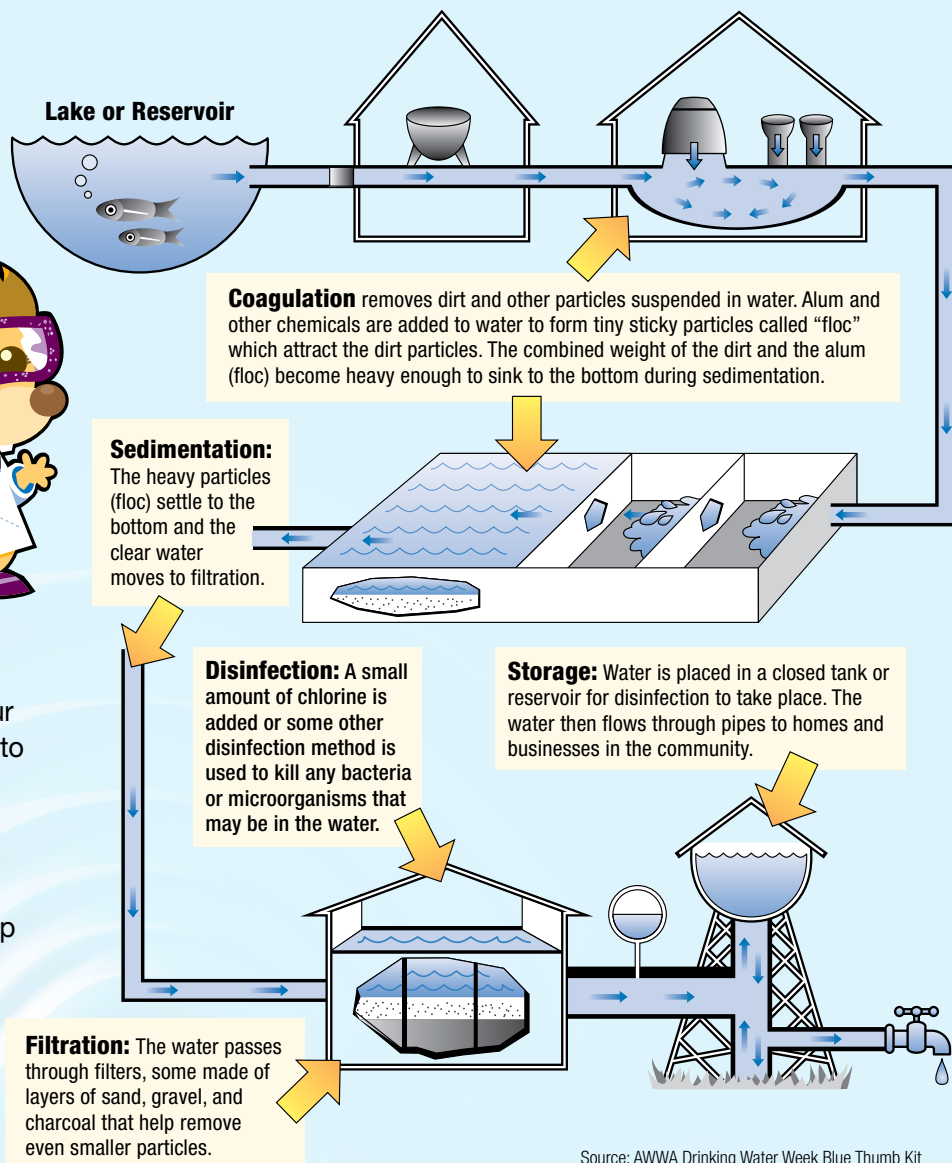 Lake or Reservoir
Coagulation removes dirt and other particles suspended in water. Alum and
other chemicals are added to water to form tiny sticky particles called “floc”
which attract the dirt particles. The combined weight of the dirt and the alum
(floc) become heavy enough to sink to the bottom during sedimentation.
Sedimentation:
The heavy particles
(floc) settle to the
bottom and the
clear water
moves to filtration.
Disinfection: A small
amount of chlorine is
added or some other
disinfection method is
used to kill any bacteria
or microorganisms that
may be in the water.
Storage: Water is placed in a closed tank or
reservoir for disinfection to take place. The
water then flows through pipes to homes and
businesses in the community.
to
Filtration: The water passes
through filters, some made of
layers of sand, gravel, and
charcoal that help remove
even smaller particles.
Source: AWWA Drinking Water Week Blue Thumb Kit